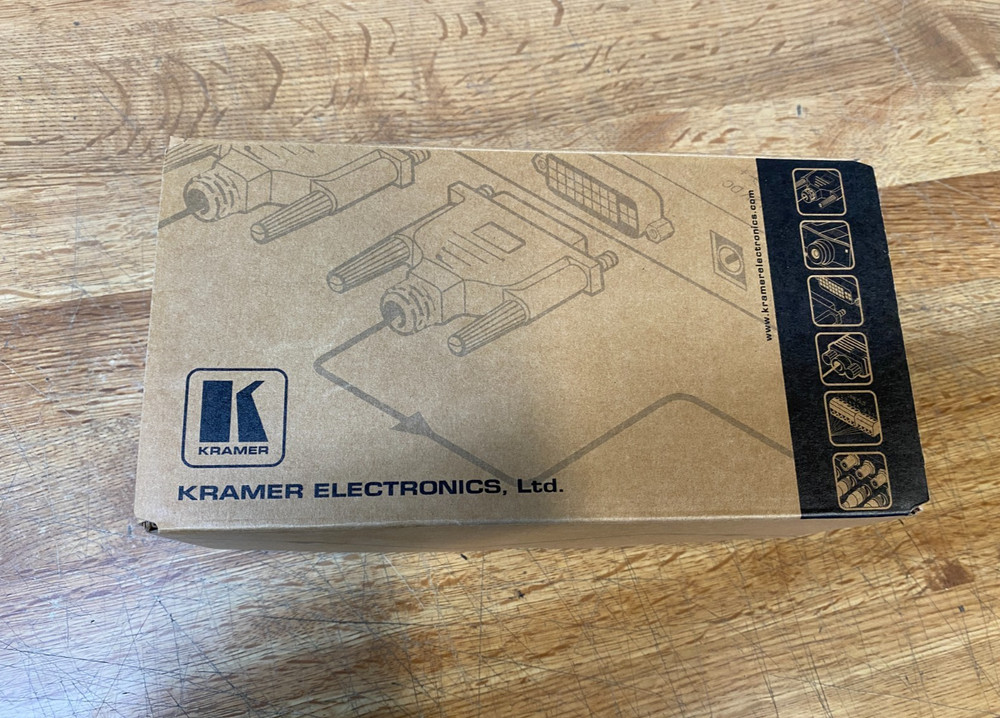 KRAMER
KRAMER ELECTRONICS, Ltd.
www.kramerelectronics.com